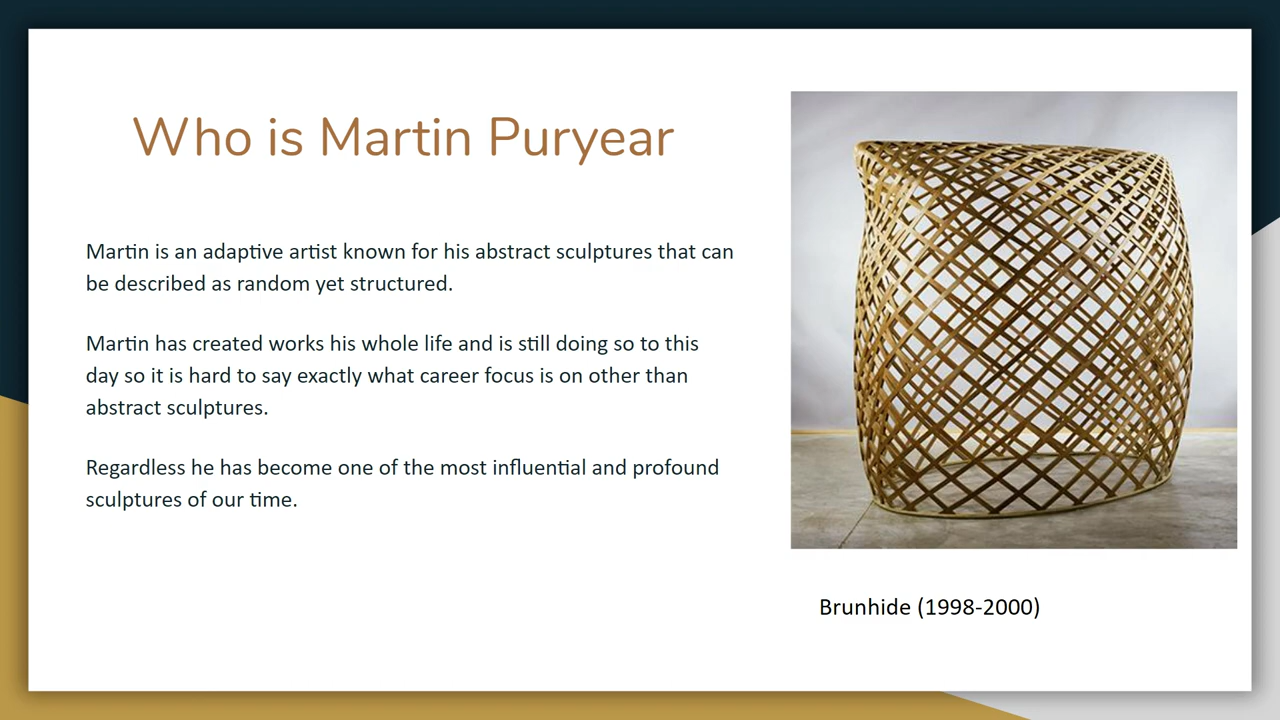 Who is Martin Puryear
Martin is an adaptive artist known for his abstract sculptures that can
be described as random yet structured.
Martin has created works his whole life and is still doing so to this
day so it is hard to say exactly what career focus is on other than
abstract sculptures.
Regardless he has become one of the most influential and profound
sculptures of our time.
Brunhide (1998-2000)